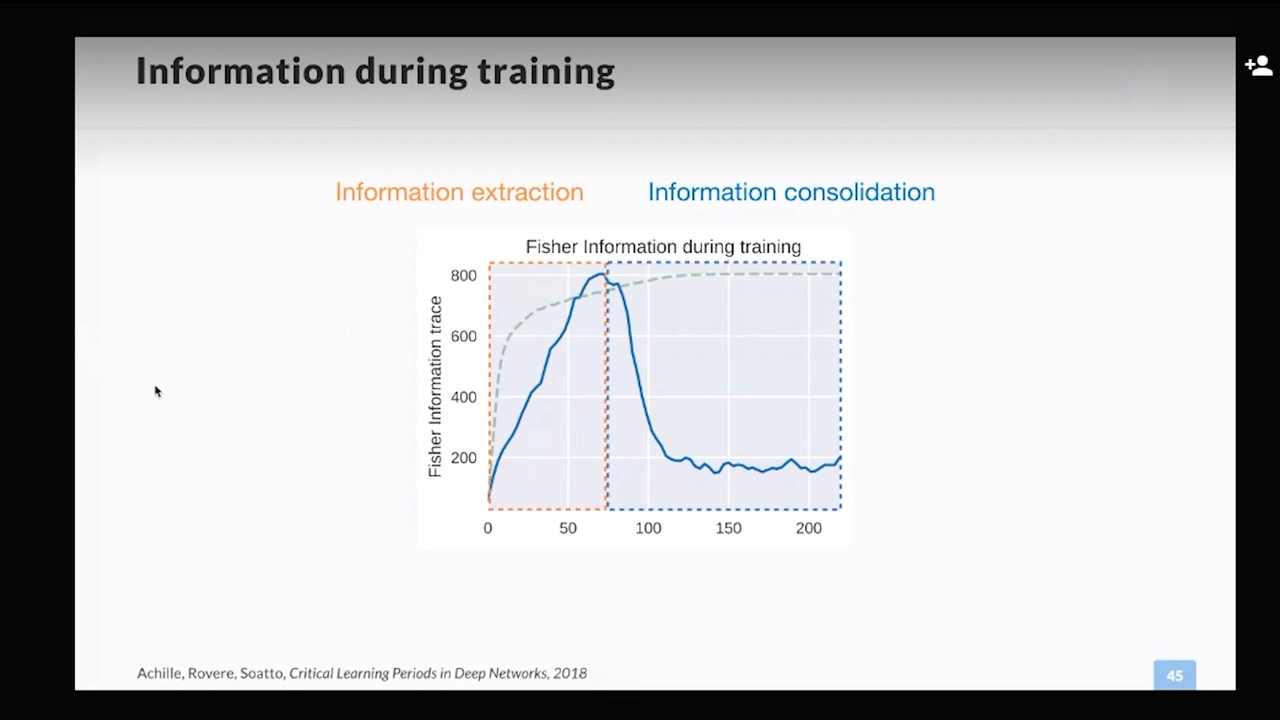 Information during training
Information extraction
Information consolidation
Fisher Information during training
Fisher Information trace
800
600
400
200
0 50 100 150 200
Achille, Rovere, Soatto, Critical Learning Periods in Deep Networks, 2018
45